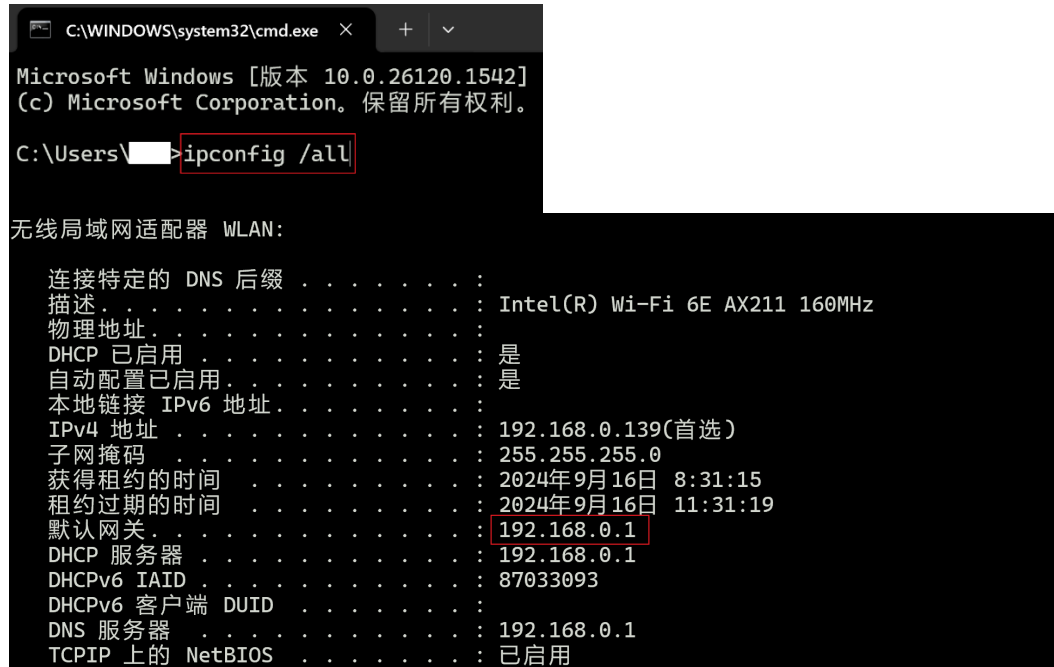 C:\WINDOWS\system32\cmd.exe
Microsoft Windows [版本 10.0.26120.1542]
(c) Microsoft Corporation。保留所有权利。
C:\Users\ >ipconfig /all
无线局域网适配器 WLAN:
连接特定的 DNS 后缀 . . . . . . . :
描述. . . . . . . . . . . . . . . : Intel(R) Wi-Fi 6E AX211 160MHz
物理地址. . . . . . . . . . . . . :
DHCP 已启用 . . . . . . . . . . . : 是
自动配置已启用. . . . . . . . . . : 是
本地链接 IPv6 地址. . . . . . . . :
IPv4 地址 . . . . . . . . . . . . : 192.168.0.139(首选)
子网掩码  . . . . . . . . . . . . : 255.255.255.0
获得租约的时间  . . . . . . . . . : 2024年9月16日 8:31:15
租约过期的时间  . . . . . . . . . : 2024年9月16日 11:31:19
默认网关. . . . . . . . . . . . . : 192.168.0.1
DHCP 服务器 . . . . . . . . . . . : 192.168.0.1
DHCPv6 IAID . . . . . . . . . . . : 87033093
DHCPv6 客户端 DUID  . . . . . . . :
DNS 服务器  . . . . . . . . . . . : 192.168.0.1
TCPIP 上的 NetBIOS  . . . . . . . : 已启用